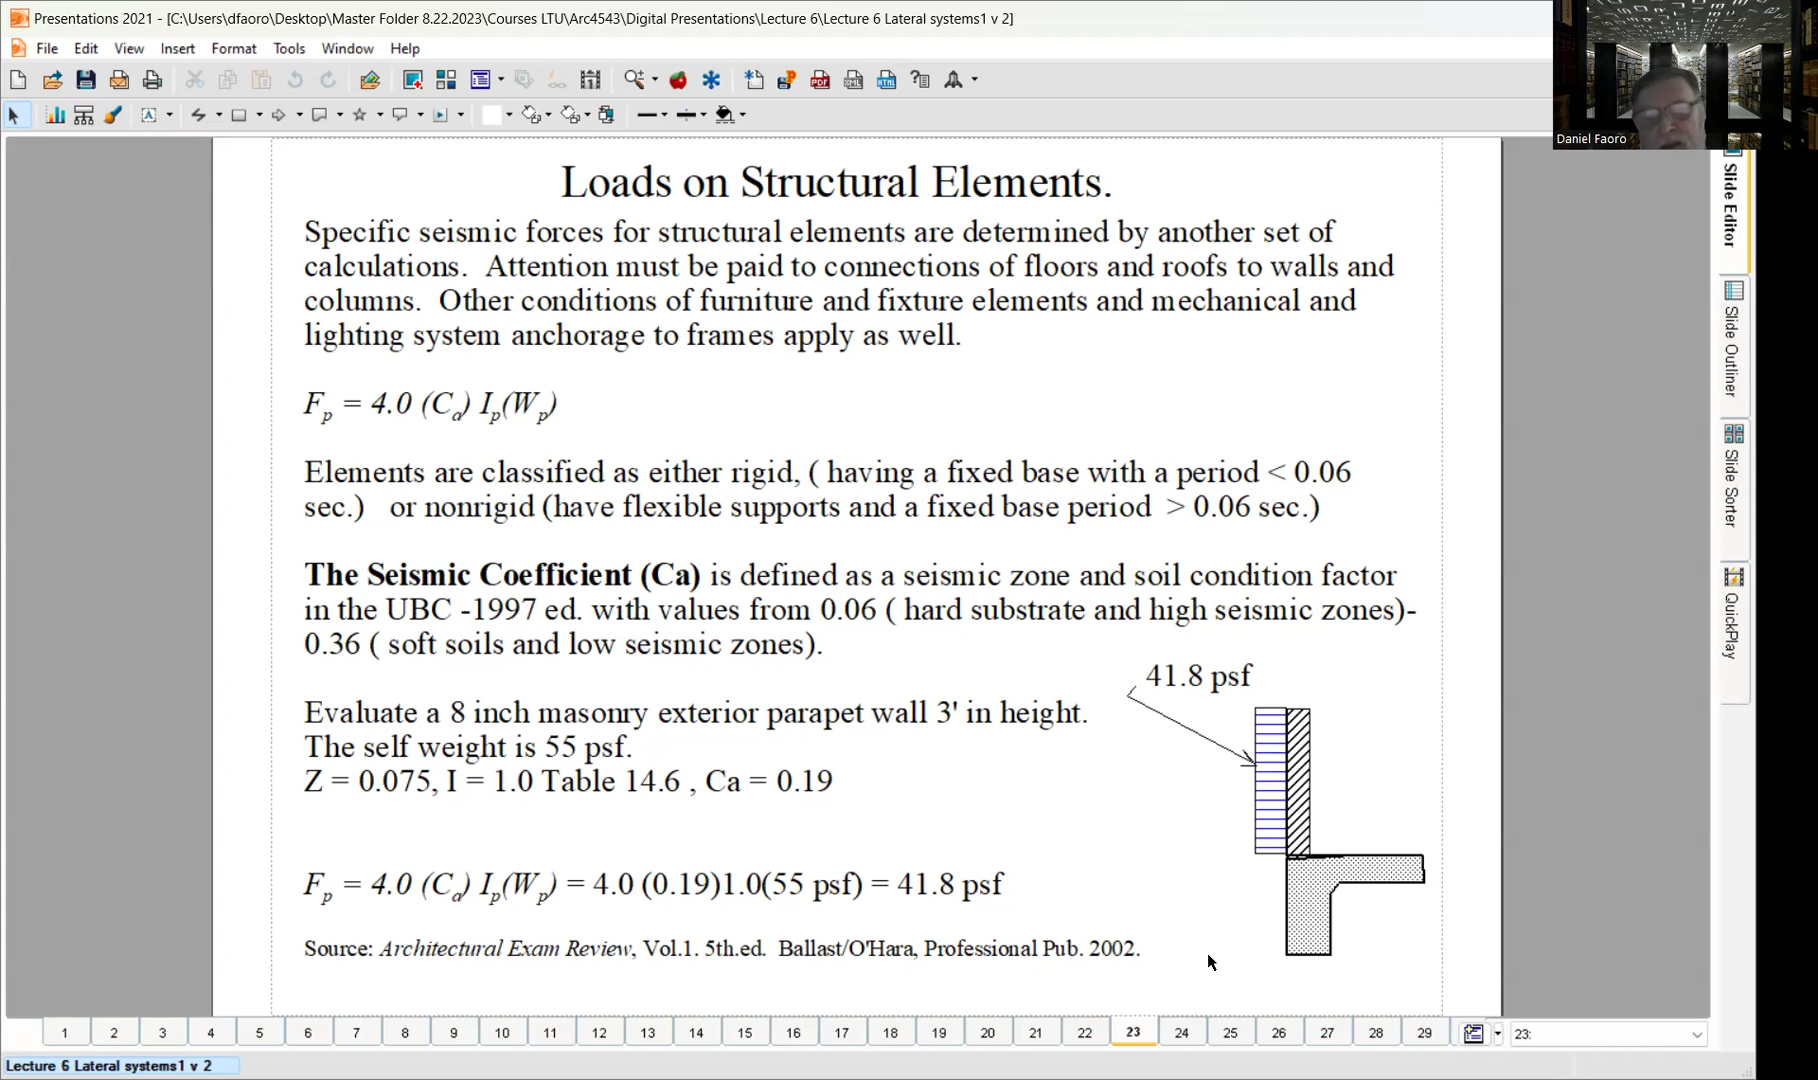 Presentations 2021 - [C:\Users\dfaoro\Desktop\Master Folder 8.22.2023\Courses LTU\Arc4543\Digital Presentations\Lecture 6\Lecture 6 Lateral systems1 v 2]
File Edit View Insert Format Tools Window Help
Daniel Faoro
Loads on Structural Elements.
Specific seismic forces for structural elements are determined by another set of
calculations. Attention must be paid to connections of floors and roofs to walls and
columns. Other conditions of furniture and fixture elements and mechanical and
lighting system anchorage to frames apply as well.
Fp = 4.0 (Ca) Ip(Wp)
Elements are classified as either rigid, ( having a fixed base with a period < 0.06
sec.) or nonrigid (have flexible supports and a fixed base period > 0.06 sec.)
The Seismic Coefficient (Ca) is defined as a seismic zone and soil condition factor
in the UBC -1997 ed. with values from 0.06 ( hard substrate and high seismic zones)-
0.36 ( soft soils and low seismic zones).
41.8 psf
Evaluate a 8 inch masonry exterior parapet wall 3' in height.
The self weight is 55 psf.
Z = 0.075, I = 1.0 Table 14.6 , Ca = 0.19
Fp = 4.0 (Ca) Ip(Wp) = 4.0 (0.19)1.0(55 psf) = 41.8 psf
Source: Architectural Exam Review, Vol.1. 5th.ed. Ballast/O'Hara, Professional Pub. 2002.
Slide Editor
Slide Outliner
Slide Sorter
QuickPlay
1 2 3 4 5 6 7 8 9 10 11 12 13 14 15 16 17 18 19 20 21 22 23 24 25 26 27 28 29 23:
Lecture 6 Lateral systems1 v 2